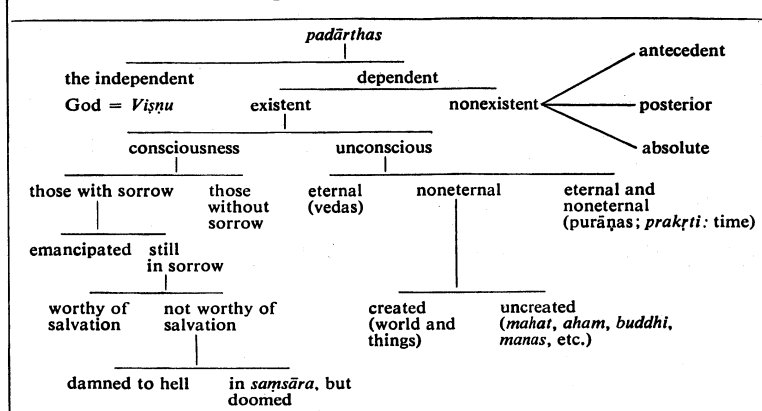 padārthas
antecedent
the independent dependent
God = Viṣṇu existent nonexistent posterior
consciousness unconscious absolute
those with sorrow those without sorrow eternal (vedas) noneternal eternal and noneternal (purāṇas; prakṛti: time)
emancipated still in sorrow
worthy of salvation not worthy of salvation created (world and things) uncreated (mahat, aham, buddhi, manas, etc.)
damned to hell in saṃsāra, but doomed